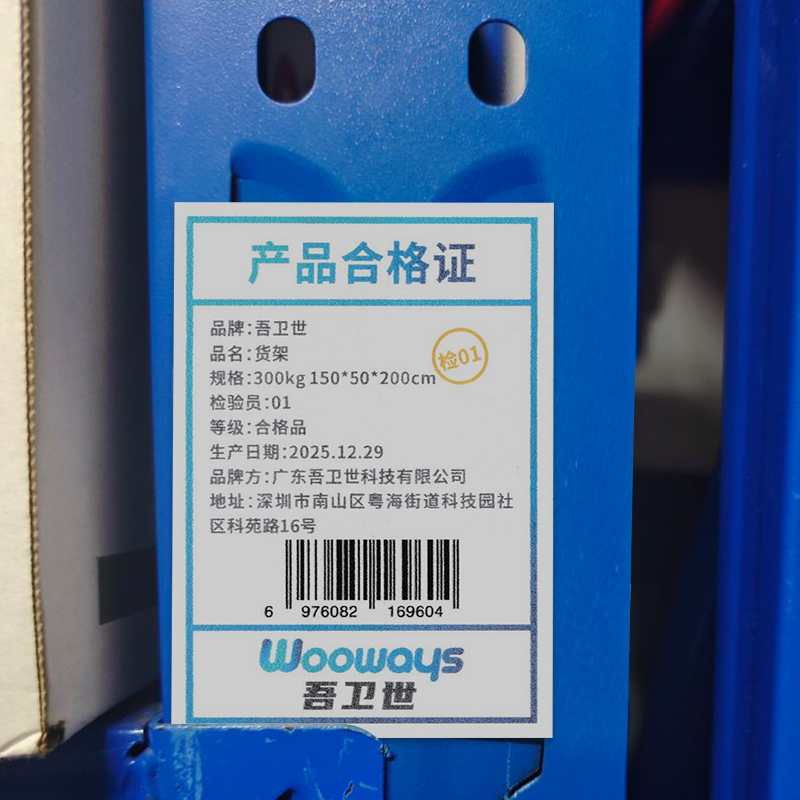 产品合格证
品牌:吾卫世
品名:货架
检01
规格:300kg 150*50*200cm
检验员:01
等级:合格品
生产日期:2025.12.29
品牌方:广东吾卫世科技有限公司
地址:深圳市南山区粤海街道科技园社
区科苑路16号
6 976082 169604
Wooways
吾卫世